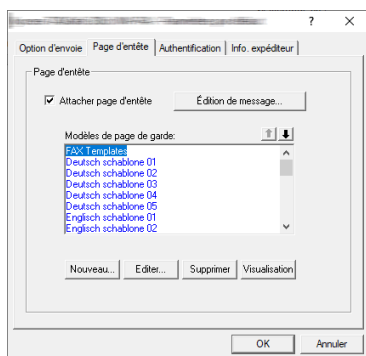 ? ×
Option d'envoie Page d'entête Authentification Info. expéditeur
Page d'entête
Attacher page d'entête Édition de message...
Modèles de page de garde:
FAX Templates
Deutsch schablone 01
Deutsch schablone 02
Deutsch schablone 03
Deutsch schablone 04
Deutsch schablone 05
Englisch schablone 01
Englisch schablone 02
Nouveau... Editer... Supprimer Visualisation
OK Annuler